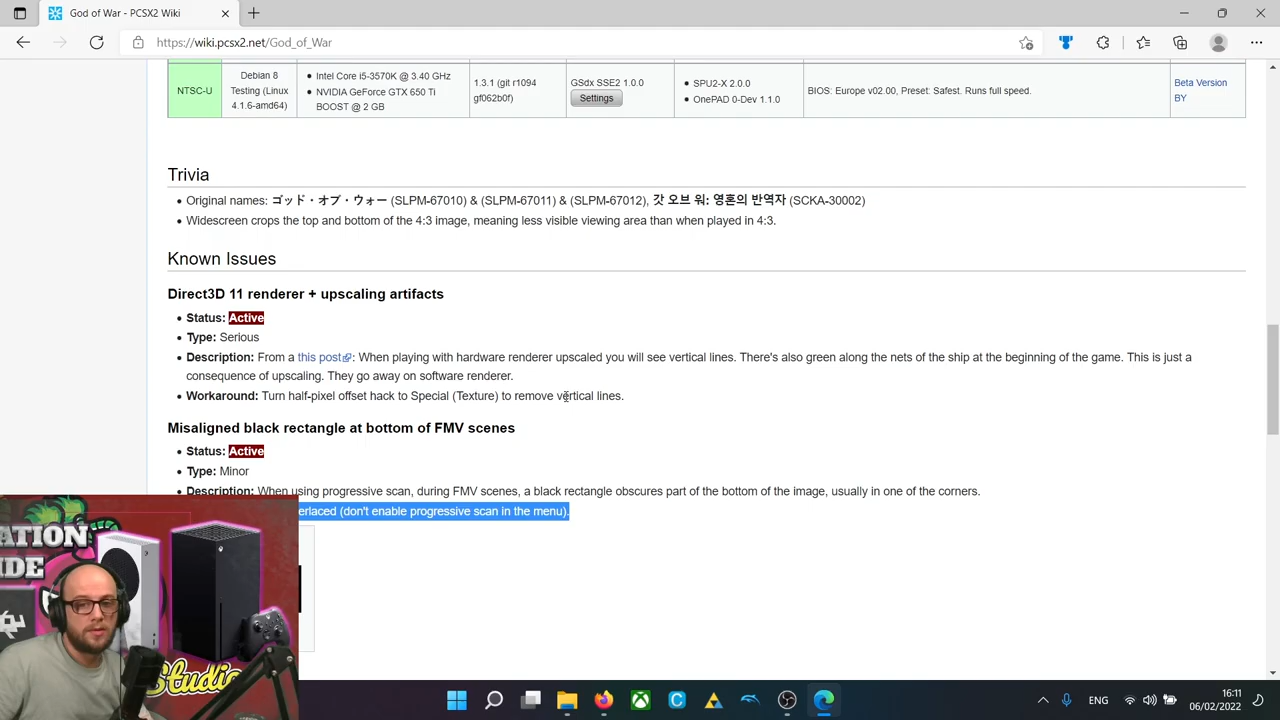 God of War - PCSX2 Wiki
https://wiki.pcsx2.net/God_of_War
NTSC-U
Debian 8
Testing (Linux
4.1.6-amd64)
Intel Core i5-3570K @ 3.40 GHz
NVIDIA GeForce GTX 650 Ti
BOOST @ 2 GB
1.3.1 (git r1094
gf062b0f)
GSdx SSE2 1.0.0
Settings
SPU2-X 2.0.0
OnePAD 0-Dev 1.1.0
BIOS: Europe v02.00, Preset: Safest. Runs full speed.
Beta Version
BY
Trivia
Original names: ゴッド・オブ・ウォー (SLPM-67010) & (SLPM-67011) & (SLPM-67012), 갓 오브 워: 영혼의 반역자 (SCKA-30002)
Widescreen crops the top and bottom of the 4:3 image, meaning less visible viewing area than when played in 4:3.
Known Issues
Direct3D 11 renderer + upscaling artifacts
Status: Active
Type: Serious
Description: From a this post: When playing with hardware renderer upscaled you will see vertical lines. There's also green along the nets of the ship at the beginning of the game. This is just a
consequence of upscaling. They go away on software renderer.
Workaround: Turn half-pixel offset hack to Special (Texture) to remove vertical lines.
Misaligned black rectangle at bottom of FMV scenes
Status: Active
Type: Minor
Description: When using progressive scan, during FMV scenes, a black rectangle obscures part of the bottom of the image, usually in one of the corners.
erlaced (don't enable progressive scan in the menu).
ATION
IDE
Studio
ENG
16:11
06/02/2022